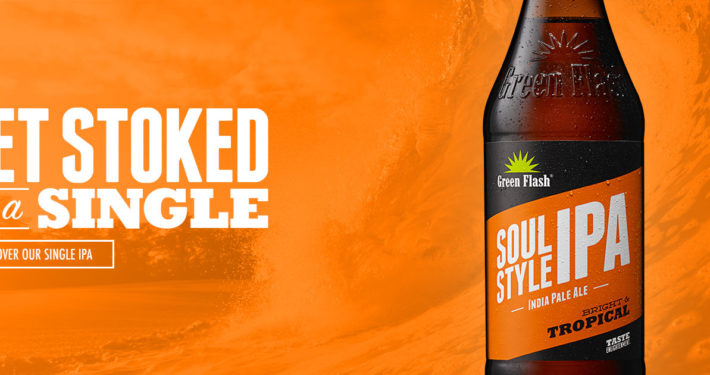 ET STOKED
a SINGLE
OVER OUR SINGLE IPA
Green Flash
Green Flash®
SOUL
STYLE
IPA
INDIA PALE ALE
BRIGHT &
TROPICAL
TASTE
ENLIGHTENMENT